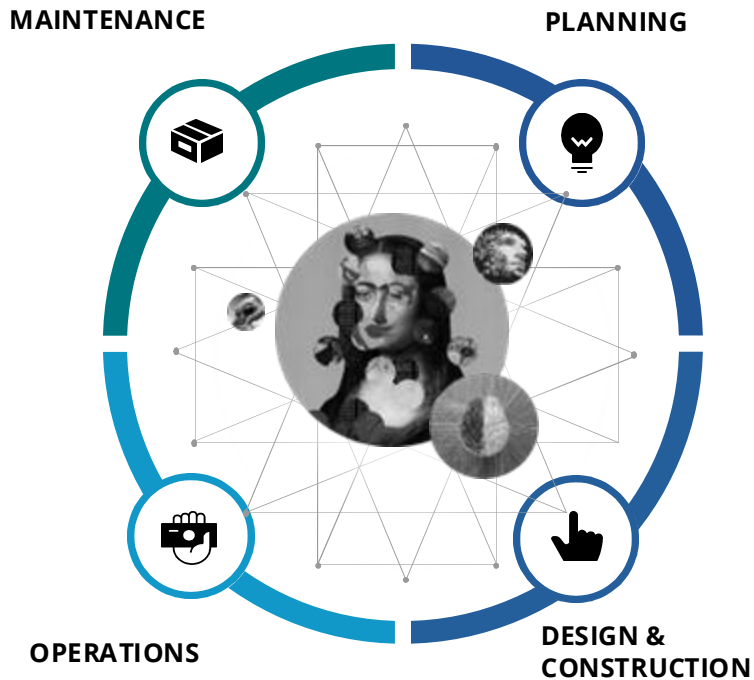 MAINTENANCE
PLANNING
OPERATIONS
DESIGN &
CONSTRUCTION